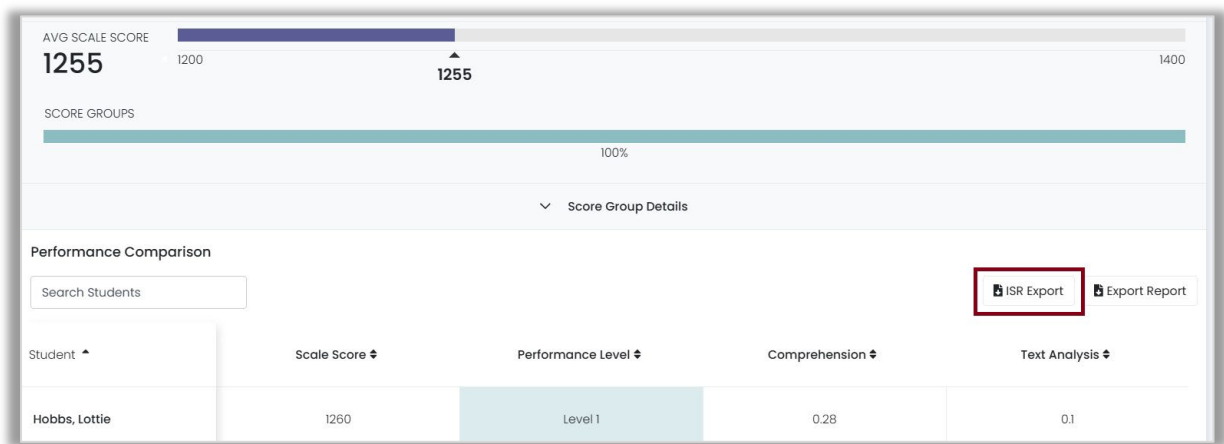 AVG SCALE SCORE
1255
1200
1255
1400
SCORE GROUPS
100%
Score Group Details
Performance Comparison
Search Students
ISR Export
Export Report
Student
Scale Score
Performance Level
Comprehension
Text Analysis
Hobbs, Lottie
1260
Level 1
0.28
0.1